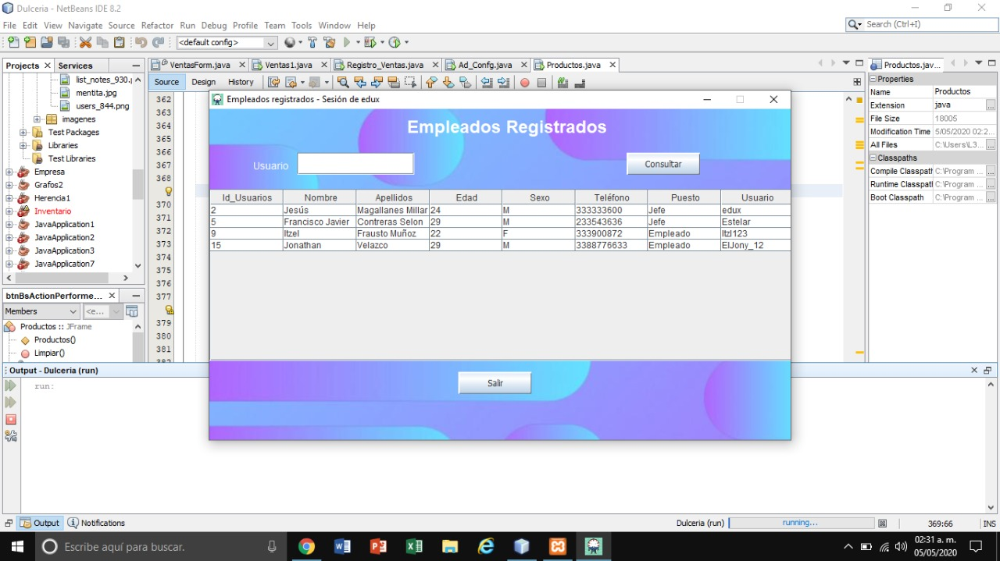 Dulceria - NetBeans IDE 8.2
File Edit View Navigate Source Refactor Run Debug Profile Team Tools Window Help
Search (Ctrl+I)
<default config>
Projects Services
VentasForm.java Ventas1.java Registro_Ventas.java Ad_Confg.java Productos.java
Productos.jav...
Source Design History
list_notes_930.
mentita.jpg
users_844.png
imagenes
Test Packages
Libraries
Test Libraries
Empresa
Grafos2
Herencia1
Inventario
JavaApplication1
JavaApplication2
JavaApplication3
JavaApplication7
362
363
364
365
366
367
368
370
371
372
373
374
375
376
377
379
380
381
382
Empleados registrados - Sesión de edux
Empleados Registrados
Usuario
Consultar
Id_Usuarios Nombre Apellidos Edad Sexo Teléfono Puesto Usuario
2 Jesús Magallanes Millar 24 M 333333600 Jefe edux
5 Francisco Javier Contreras Selon 29 M 233543636 Jefe Estelar
9 Itzel Frausto Muñoz 22 F 333900872 Empleado Itzl123
15 Jonathan Velazco 29 M 3388776633 Empleado ElJony_12
Salir
Properties
Name Productos
Extension java ...
File Size 18005
Modification Time 5/05/2020 02:2...
All Files C:\Users\L3... ...
Classpaths
Compile Classpath C:\Program ... ...
Runtime Classpath C:\Program ... ...
Boot Classpath C:\Program ... ...
btnBsActionPerforme...
Members <e...
Productos :: JFrame
Productos()
Limpiar()
Output - Dulceria (run)
run:
Output Notifications
Dulceria (run) running... 369:66 INS
Escribe aquí para buscar.
02:31 a. m.
05/05/2020